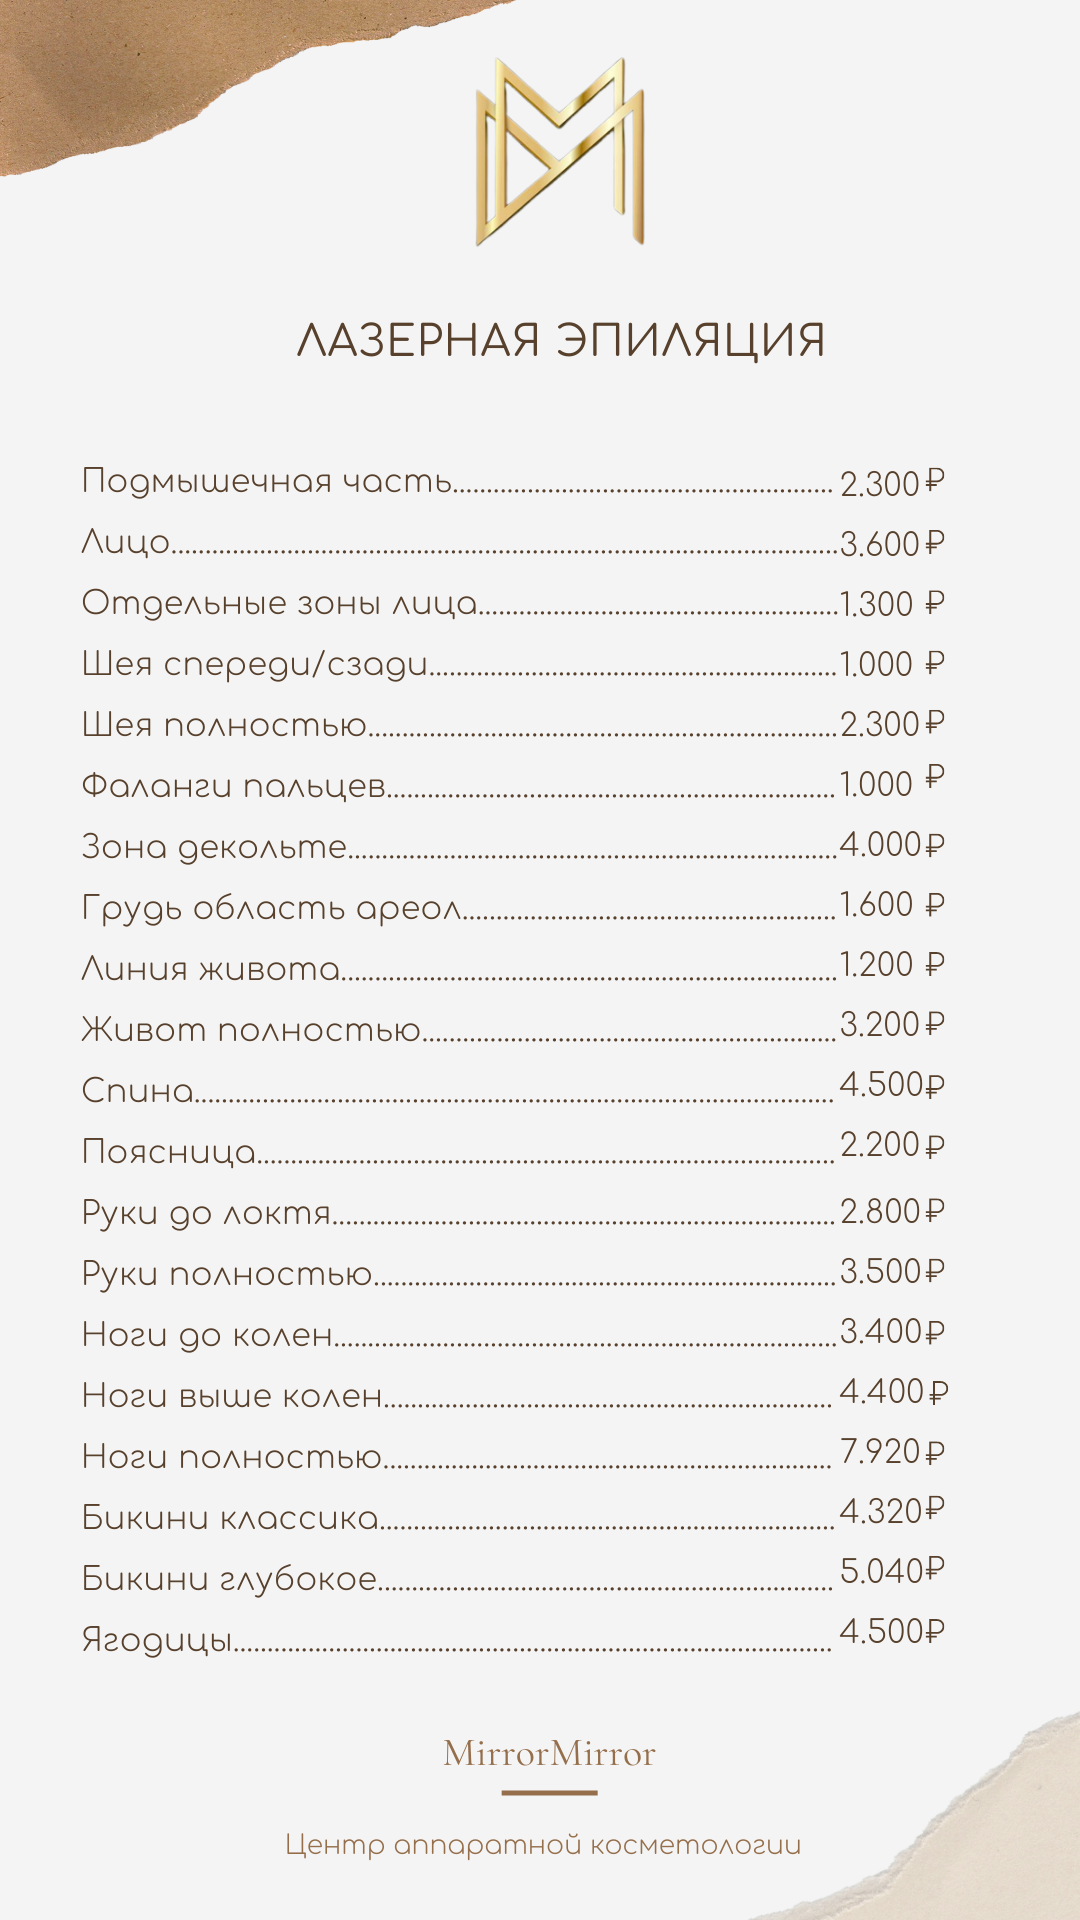 ЛАЗЕРНАЯ ЭПИЛЯЦИЯ
Подмышечная часть 2.300 ₽
Лицо 3.600 ₽
Отдельные зоны лица 1.300 ₽
Шея спереди/сзади 1.000 ₽
Шея полностью 2.300 ₽
Фаланги пальцев 1.000 ₽
Зона декольте 4.000 ₽
Грудь область ареол 1.600 ₽
Линия живота 1.200 ₽
Живот полностью 3.200 ₽
Спина 4.500 ₽
Поясница 2.200 ₽
Руки до локтя 2.800 ₽
Руки полностью 3.500 ₽
Ноги до колен 3.400 ₽
Ноги выше колен 4.400 ₽
Ноги полностью 7.920 ₽
Бикини классика 4.320 ₽
Бикини глубокое 5.040 ₽
Ягодицы 4.500 ₽
MirrorMirror
Центр аппаратной косметологии